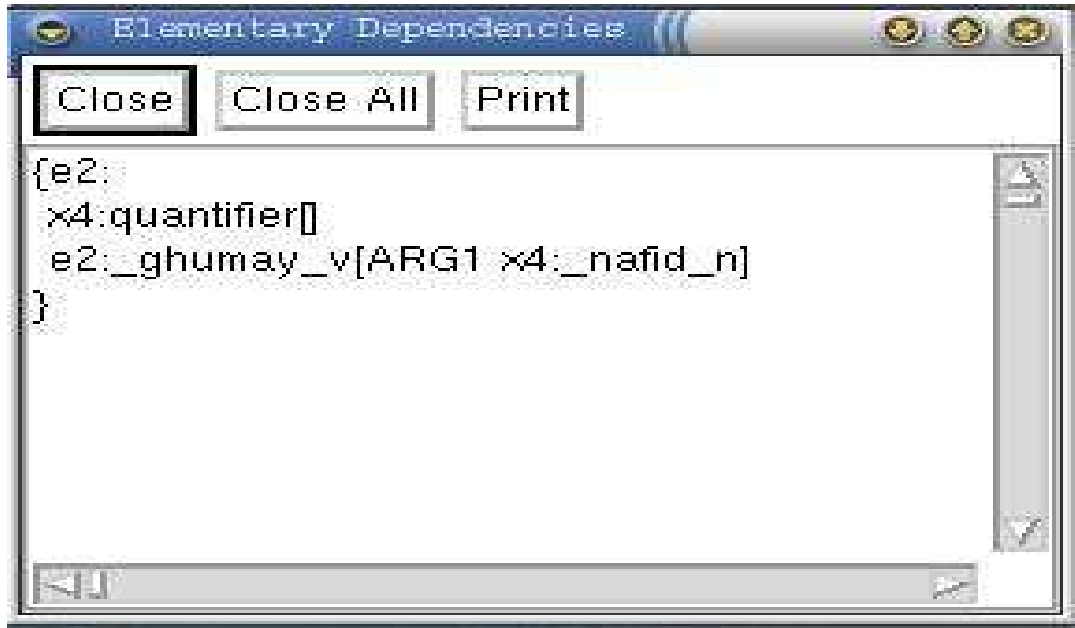 Elementary Dependencies
Close Close All Print
{e2:
x4:quantifier[]
e2:_ghumay_v[ARG1 x4:_nafid_n]
}